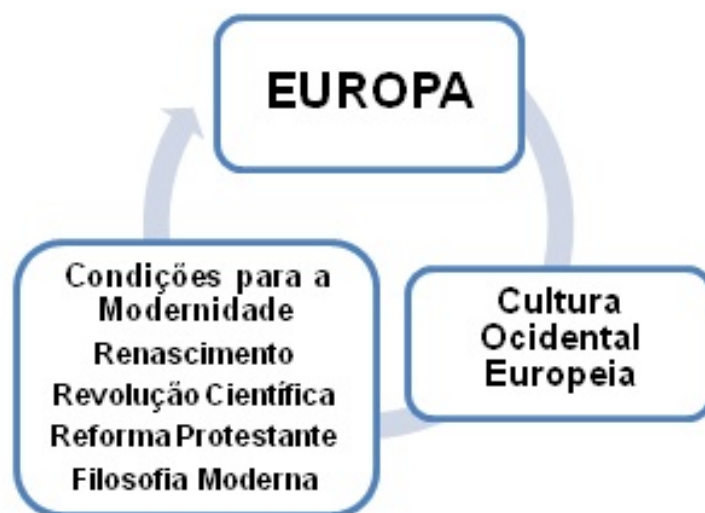 EUROPA
Condições para a
Modernidade
Renascimento
Revolução Científica
Reforma Protestante
Filosofia Moderna
Cultura
Ocidental
Europeia